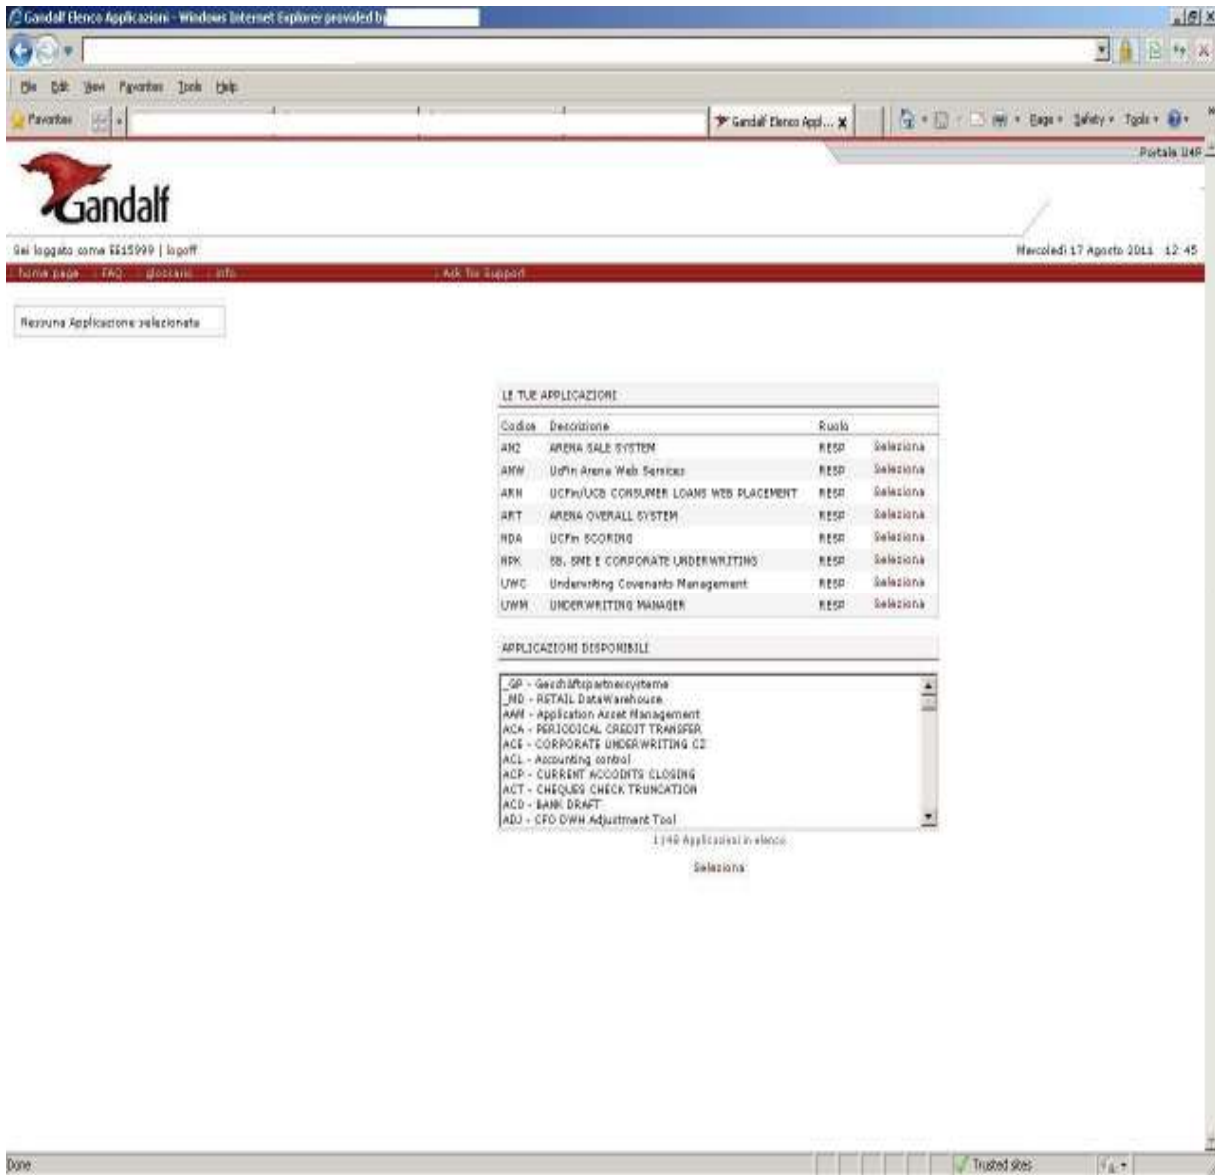 Gandalf Elenco Applicazioni - Windows Internet Explorer provided by
File Edit View Favorites Tools Help
Favorites
Gandalf Elenco Appl...
Page Safety Tools
Portale U4P
Gandalf
Sei loggato come EE15999 | logoff
Mercoledì 17 Agosto 2011 12 45
home page FAQ glossario info Ask for Support
Nessuna Applicazione selezionata
LE TUE APPLICAZIONI
Codice Descrizione Ruolo
AN2 ARENA SALE SYSTEM RESP Seleziona
ANW UcFin Arena Web Services RESP Seleziona
ARN UCFin/UCB CONSUMER LOANS WEB PLACEMENT RESP Seleziona
ART ARENA OVERALL SYSTEM RESP Seleziona
NDA UCFin SCORING RESP Seleziona
NPK SB, SME E CORPORATE UNDERWRITING RESP Seleziona
UWC Underwriting Covenants Management RESP Seleziona
UWM UNDERWRITING MANAGER RESP Seleziona
APPLICAZIONI DISPONIBILI
_GP - Geschäftspartnersysteme
_MD - RETAIL DataWarehouse
AAM - Application Asset Management
ACA - PERIODICAL CREDIT TRANSFER
ACE - CORPORATE UNDERWRITING CZ
ACL - Accounting control
ACP - CURRENT ACCOINTS CLOSING
ACT - CHEQUES CHECK TRUNCATION
ACD - BANK DRAFT
ADJ - CFO DWH Adjustment Tool
Applicazioni in elenco
Seleziona
Done
Trusted sites